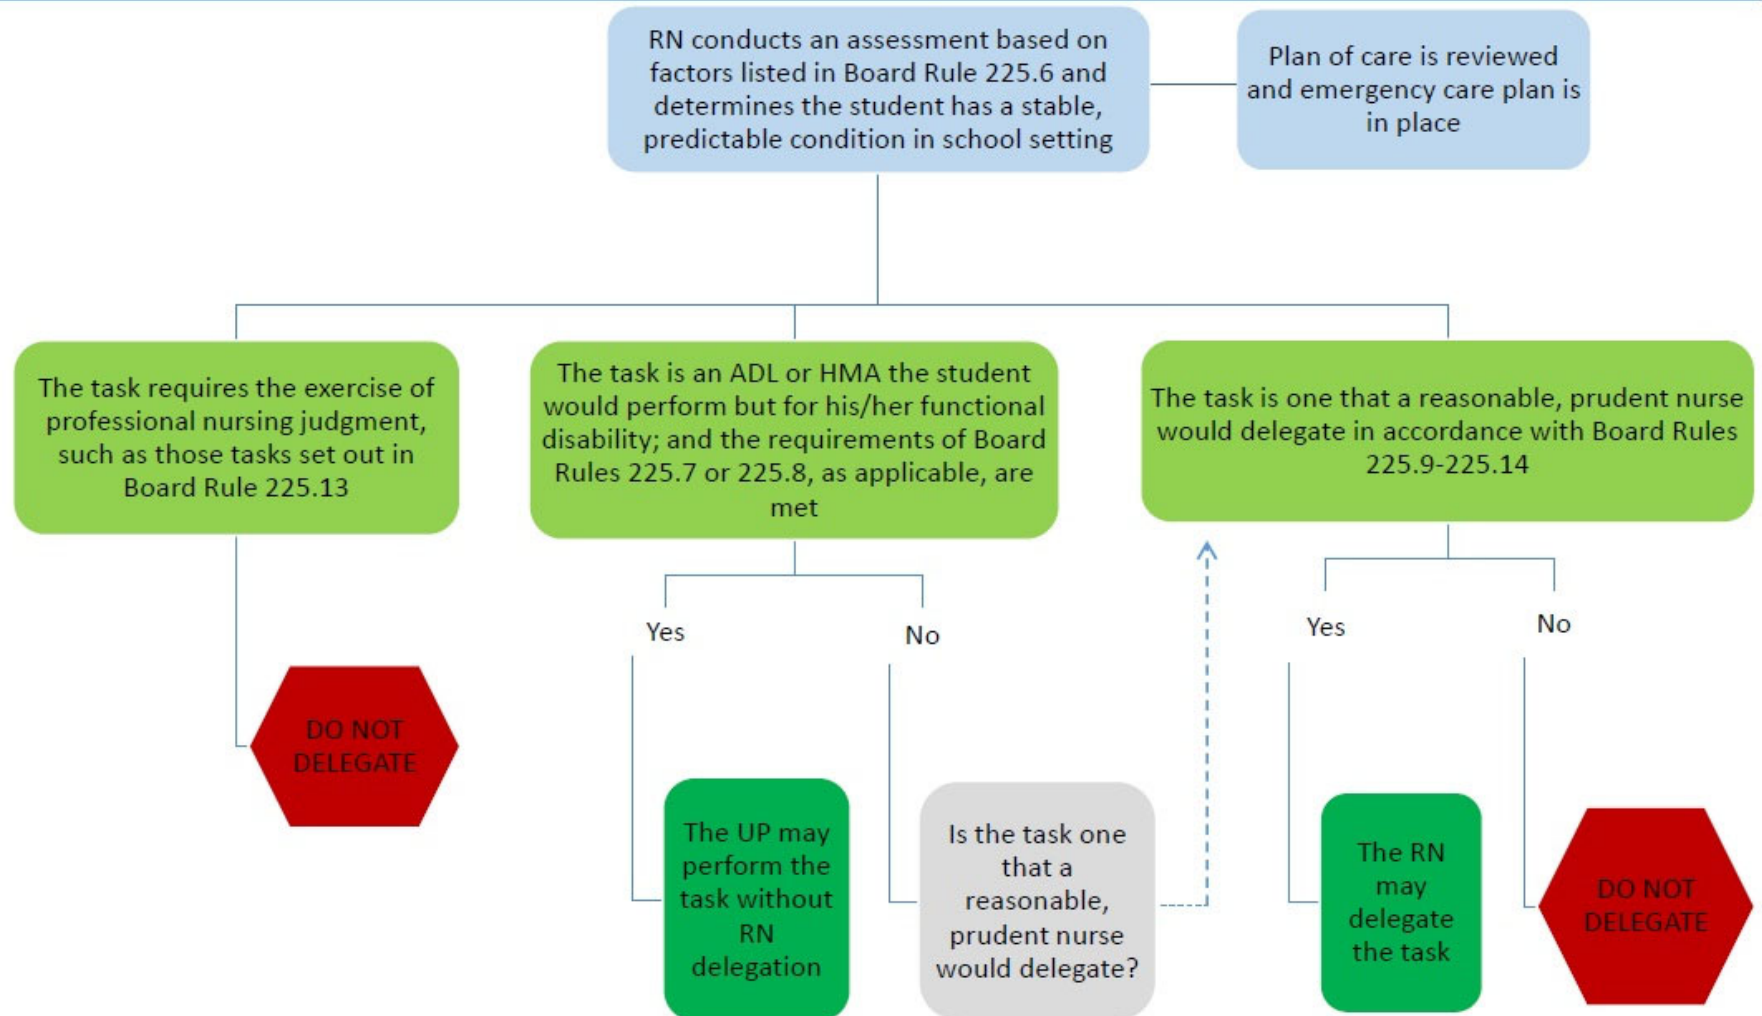 RN conducts an assessment based on
factors listed in Board Rule 225.6 and
determines the student has a stable,
predictable condition in school setting
Plan of care is reviewed
and emergency care plan is
in place
The task requires the exercise of
professional nursing judgment,
such as those tasks set out in
Board Rule 225.13
The task is an ADL or HMA the student
would perform but for his/her functional
disability; and the requirements of Board
Rules 225.7 or 225.8, as applicable, are
met
The task is one that a reasonable, prudent nurse
would delegate in accordance with Board Rules
225.9-225.14
Yes
No
Yes
No
DO NOT
DELEGATE
The UP may
perform the
task without
RN
delegation
Is the task one
that a
reasonable,
prudent nurse
would delegate?
The RN
may
delegate
the task
DO NOT
DELEGATE